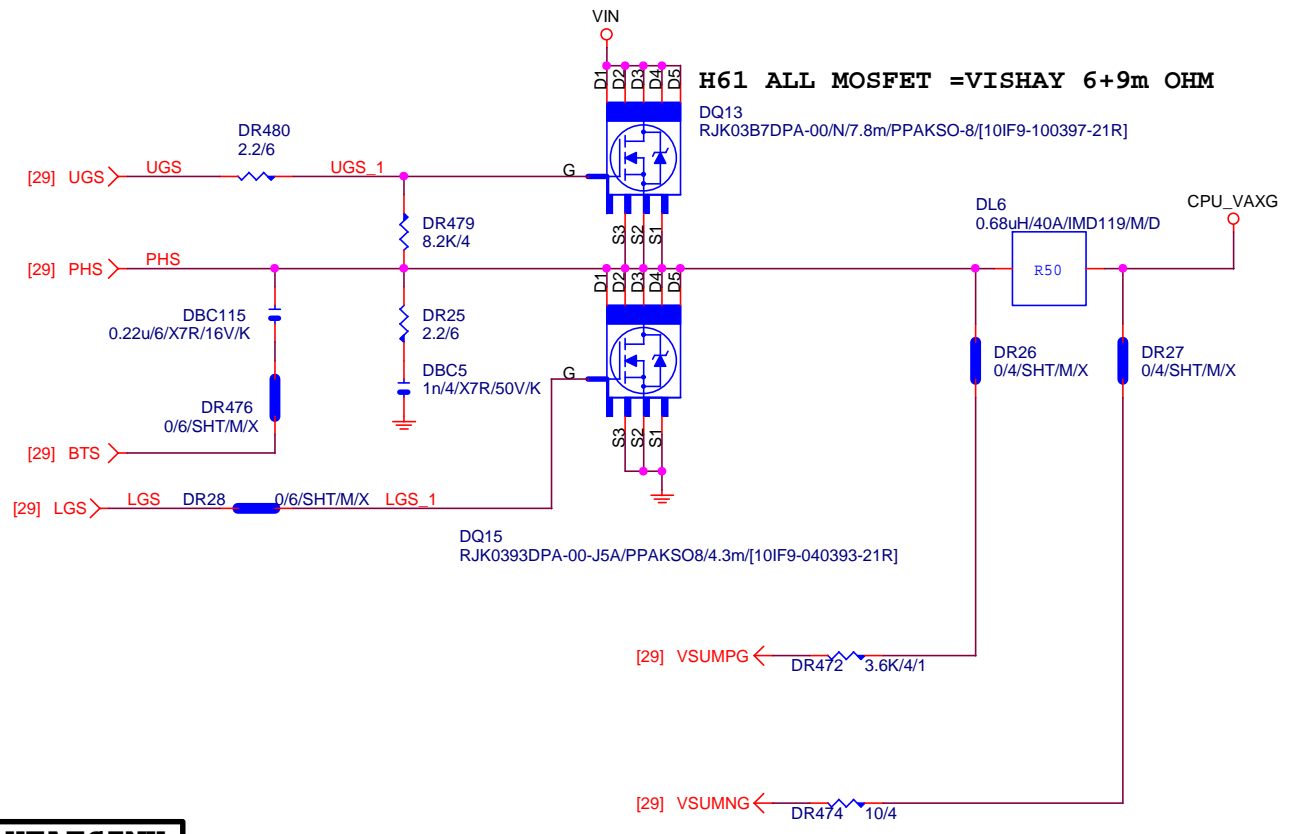 VIN
D1 D2 D3 D4 D5
H61 ALL MOSFET =VISHAY 6+9m OHM
DQ13
RJK03B7DPA-00/N/7.8m/PPAKSO-8/[10IF9-100397-21R]
DR480
2.2/6
[29] UGS
UGS
UGS_1
G
DR479
8.2K/4
S3 S2 S1
DL6
0.68uH/40A/IMD119/M/D
CPU_VAXG
R50
[29] PHS
PHS
D1 D2 D3 D4 D5
DBC115
0.22u/6/X7R/16V/K
DR25
2.2/6
DR26
0/4/SHT/M/X
DR27
0/4/SHT/M/X
G
DBC5
1n/4/X7R/50V/K
DR476
0/6/SHT/M/X
S3 S2 S1
[29] BTS
[29] LGS
LGS
DR28
0/6/SHT/M/X
LGS_1
DQ15
RJK0393DPA-00-J5A/PPAKSO8/4.3m/[10IF9-040393-21R]
[29] VSUMPG
DR472 3.6K/4/1
[29] VSUMNG
DR474 10/4